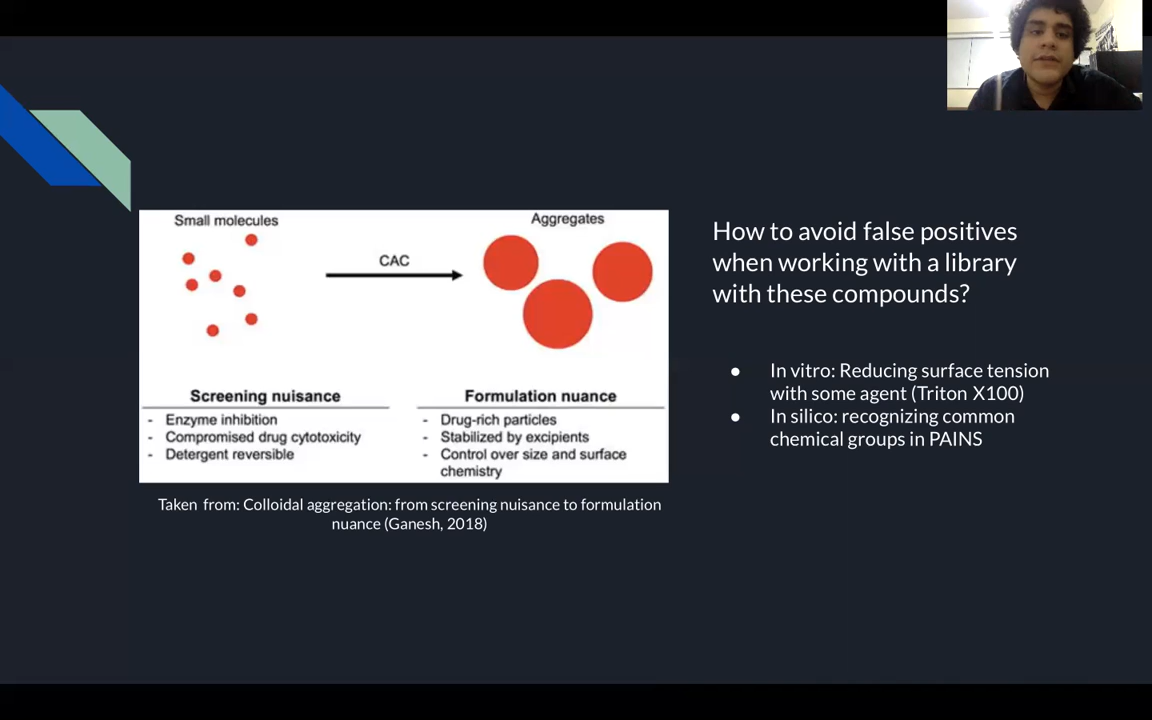 Small molecules
Aggregates
CAC
Screening nuisance
- Enzyme inhibition
- Compromised drug cytotoxicity
- Detergent reversible
Formulation nuance
- Drug-rich particles
- Stabilized by excipients
- Control over size and surface
chemistry
Taken from: Colloidal aggregation: from screening nuisance to formulation
nuance (Ganesh, 2018)
How to avoid false positives
when working with a library
with these compounds?
● In vitro: Reducing surface tension
with some agent (Triton X100)
● In silico: recognizing common
chemical groups in PAINS